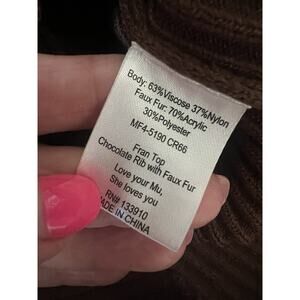 Body: 63%Viscose 37%Nylon
Faux Fur: 70%Acrylic
30%Polyester
MF4-5190 CR66
Fran Top
Chocolate Rib with Faux Fur
Love your Mu,
She loves you
RN# 133910
MADE IN CHINA